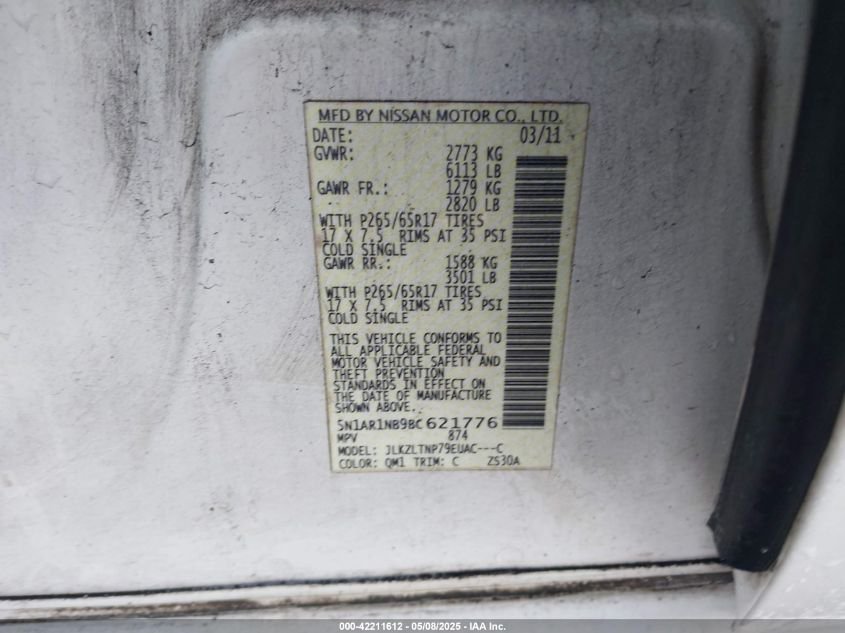 MFD BY NISSAN MOTOR CO., LTD.
DATE: 03/11
GVWR: 2773 KG
6113 LB
GAWR FR.: 1279 KG
2820 LB
WITH P265/65R17 TIRES
17 X 7.5 RIMS AT 35 PSI
COLD SINGLE
GAWR RR.: 1588 KG
3501 LB
WITH P265/65R17 TIRES
17 X 7.5 RIMS AT 35 PSI
COLD SINGLE
THIS VEHICLE CONFORMS TO
ALL APPLICABLE FEDERAL
MOTOR VEHICLE SAFETY AND
THEFT PREVENTION
STANDARDS IN EFFECT ON
THE DATE OF MANUFACTURE
SHOWN ABOVE.
5N1AR1NB9BC621776
MPV 874
MODEL: JLKZLTNP79EUAC---C
COLOR: QM1 TRIM: C ZS30A
000-42211612 - 05/08/2025 - IAA Inc.